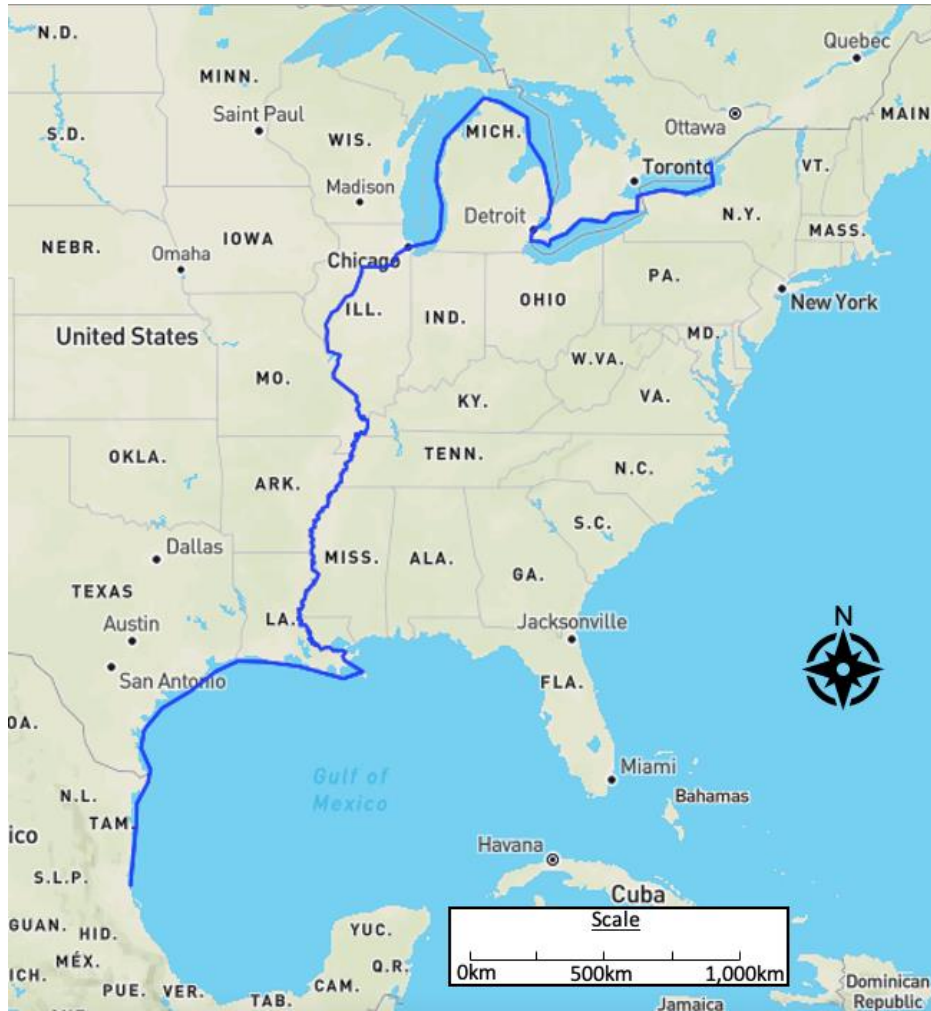 N.D.
MINN.
Quebec
Saint Paul
Ottawa
S.D.
WIS.
MICH.
MAIN
Toronto
VT.
Madison
Detroit
N.Y.
MASS.
NEBR.
IOWA
Omaha
Chicago
PA.
OHIO
New York
ILL.
IND.
United States
MD.
W.VA.
MO.
KY.
VA.
OKLA.
TENN.
N.C.
ARK.
S.C.
Dallas
MISS.
ALA.
GA.
TEXAS
N
LA.
Austin
Jacksonville
San Antonio
FLA.
OA.
Gulf of
Mexico
Miami
N.L.
Bahamas
TAM.
ico
Havana
S.L.P.
Cuba
Scale
GUAN.
HID.
YUC.
MÉX.
Q.R.
0km 500km 1,000km
ICH.
CAM.
Dominican
Republic
PUE.
VER.
TAB.
Jamaica